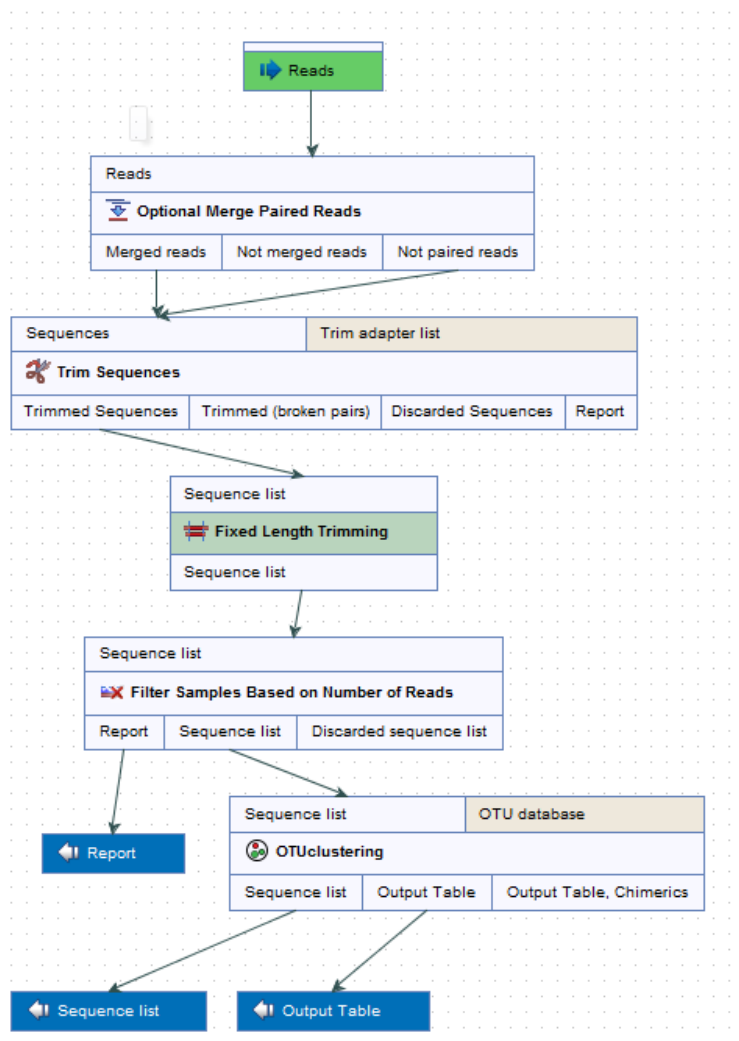 Reads
Reads
Optional Merge Paired Reads
Merged reads Not merged reads Not paired reads
Sequences Trim adapter list
Trim Sequences
Trimmed Sequences Trimmed (broken pairs) Discarded Sequences Report
Sequence list
Fixed Length Trimming
Sequence list
Sequence list
Filter Samples Based on Number of Reads
Report Sequence list Discarded sequence list
Sequence list OTU database
Report
OTUclustering
Sequence list Output Table Output Table, Chimerics
Sequence list Output Table